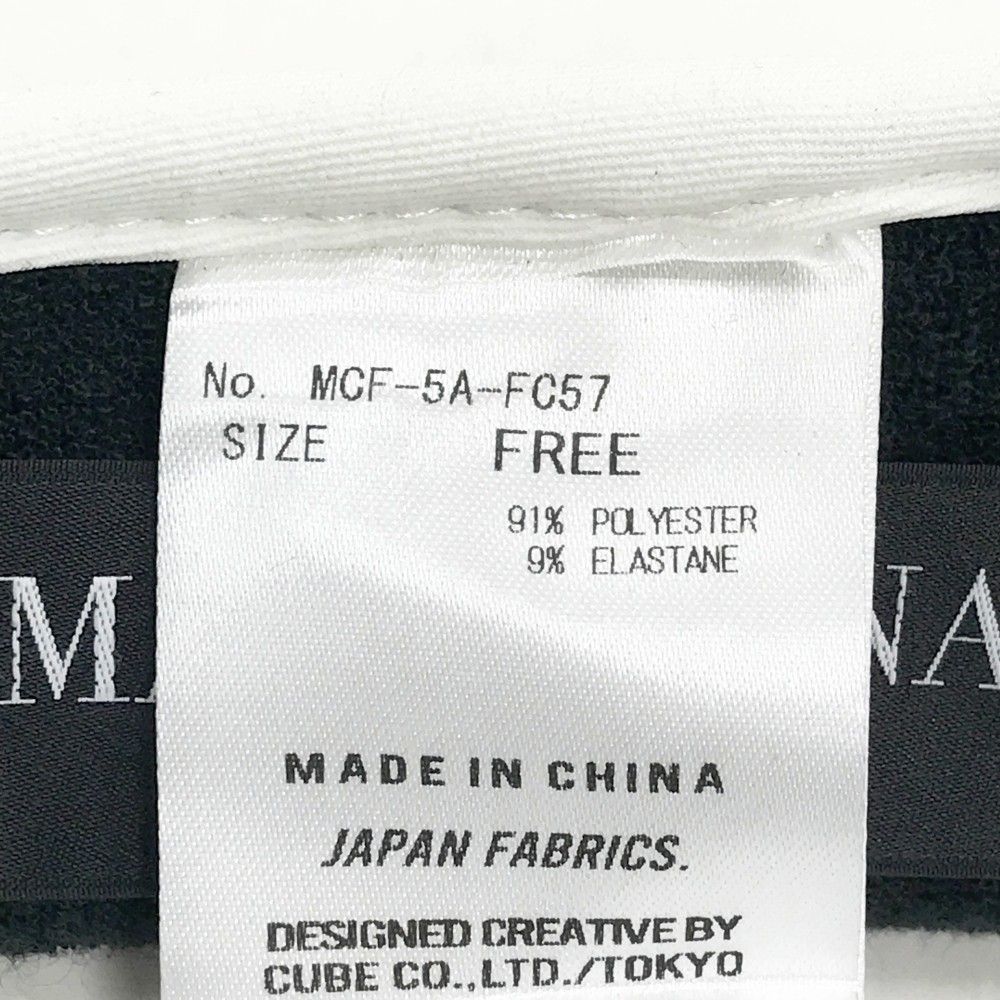 No. MCF-5A-FC57
SIZE FREE
91% POLYESTER
9% ELASTANE
MADE IN CHINA
JAPAN FABRICS.
DESIGNED CREATIVE BY
CUBE CO.,LTD./TOKYO